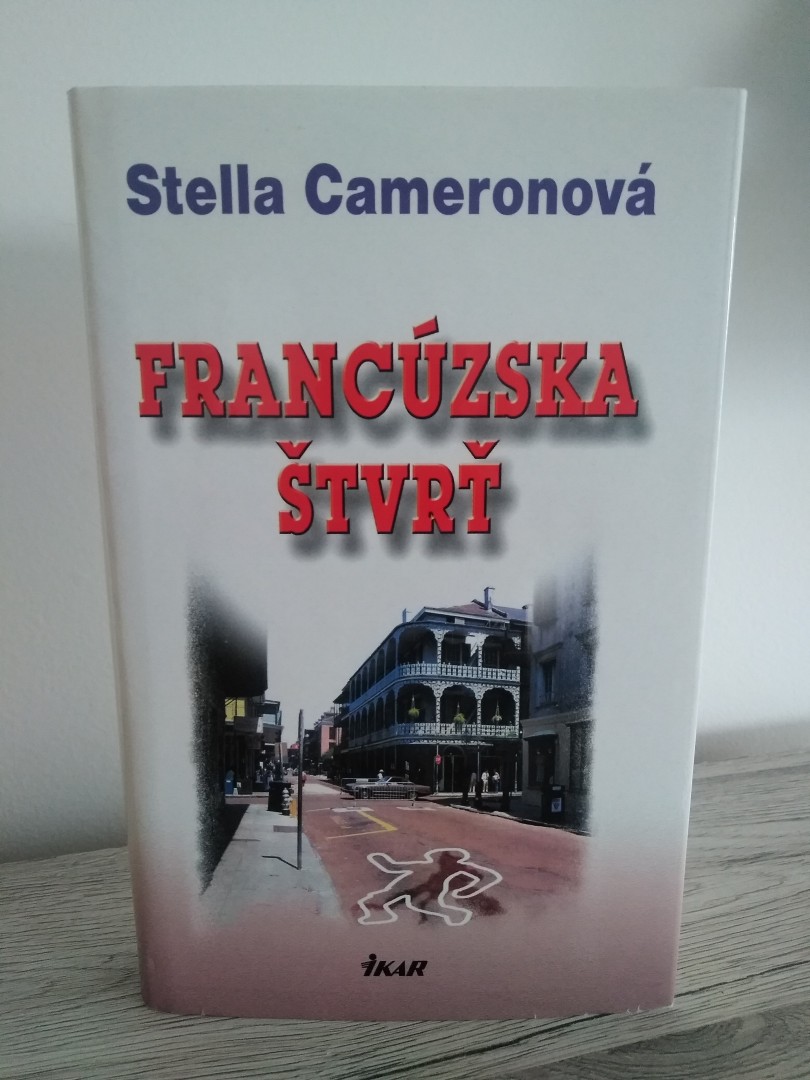 Stella Cameronová
FRANCÚZSKA
ŠTVRŤ
IKAR